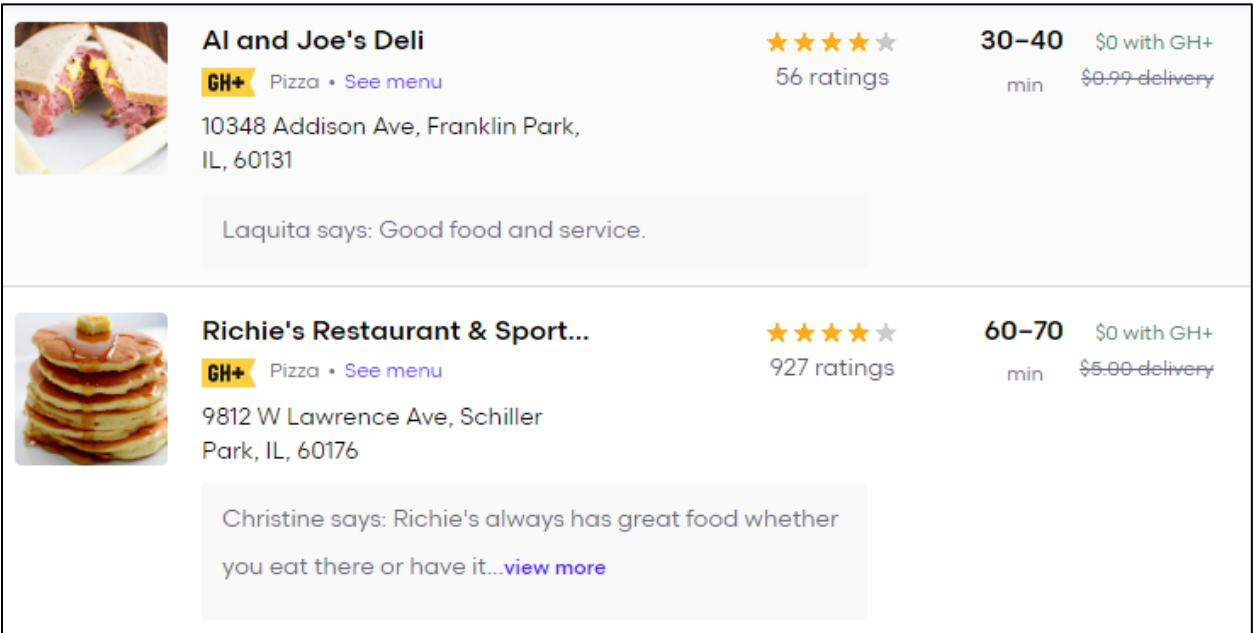 Al and Joe's Deli
GH+ Pizza • See menu
10348 Addison Ave, Franklin Park,
IL, 60131
56 ratings
30–40
min
$0 with GH+
$0.99 delivery
Laquita says: Good food and service.
Richie's Restaurant & Sport...
GH+ Pizza • See menu
9812 W Lawrence Ave, Schiller
Park, IL, 60176
927 ratings
60–70
min
$0 with GH+
$5.00 delivery
Christine says: Richie's always has great food whether
you eat there or have it...view more